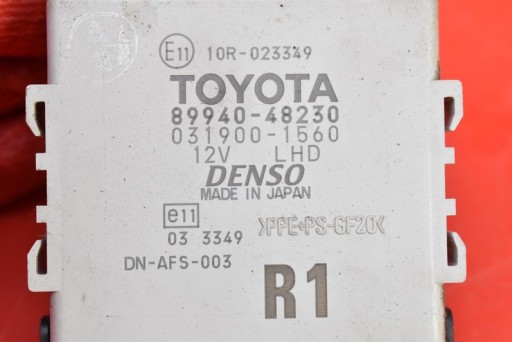 E11 10R-023349
TOYOTA
89940-48230
031900-1560
12V LHD
DENSO
MADE IN JAPAN
e11
03 3349
>PPE+PS-GF20<
DN-AFS-003
R1